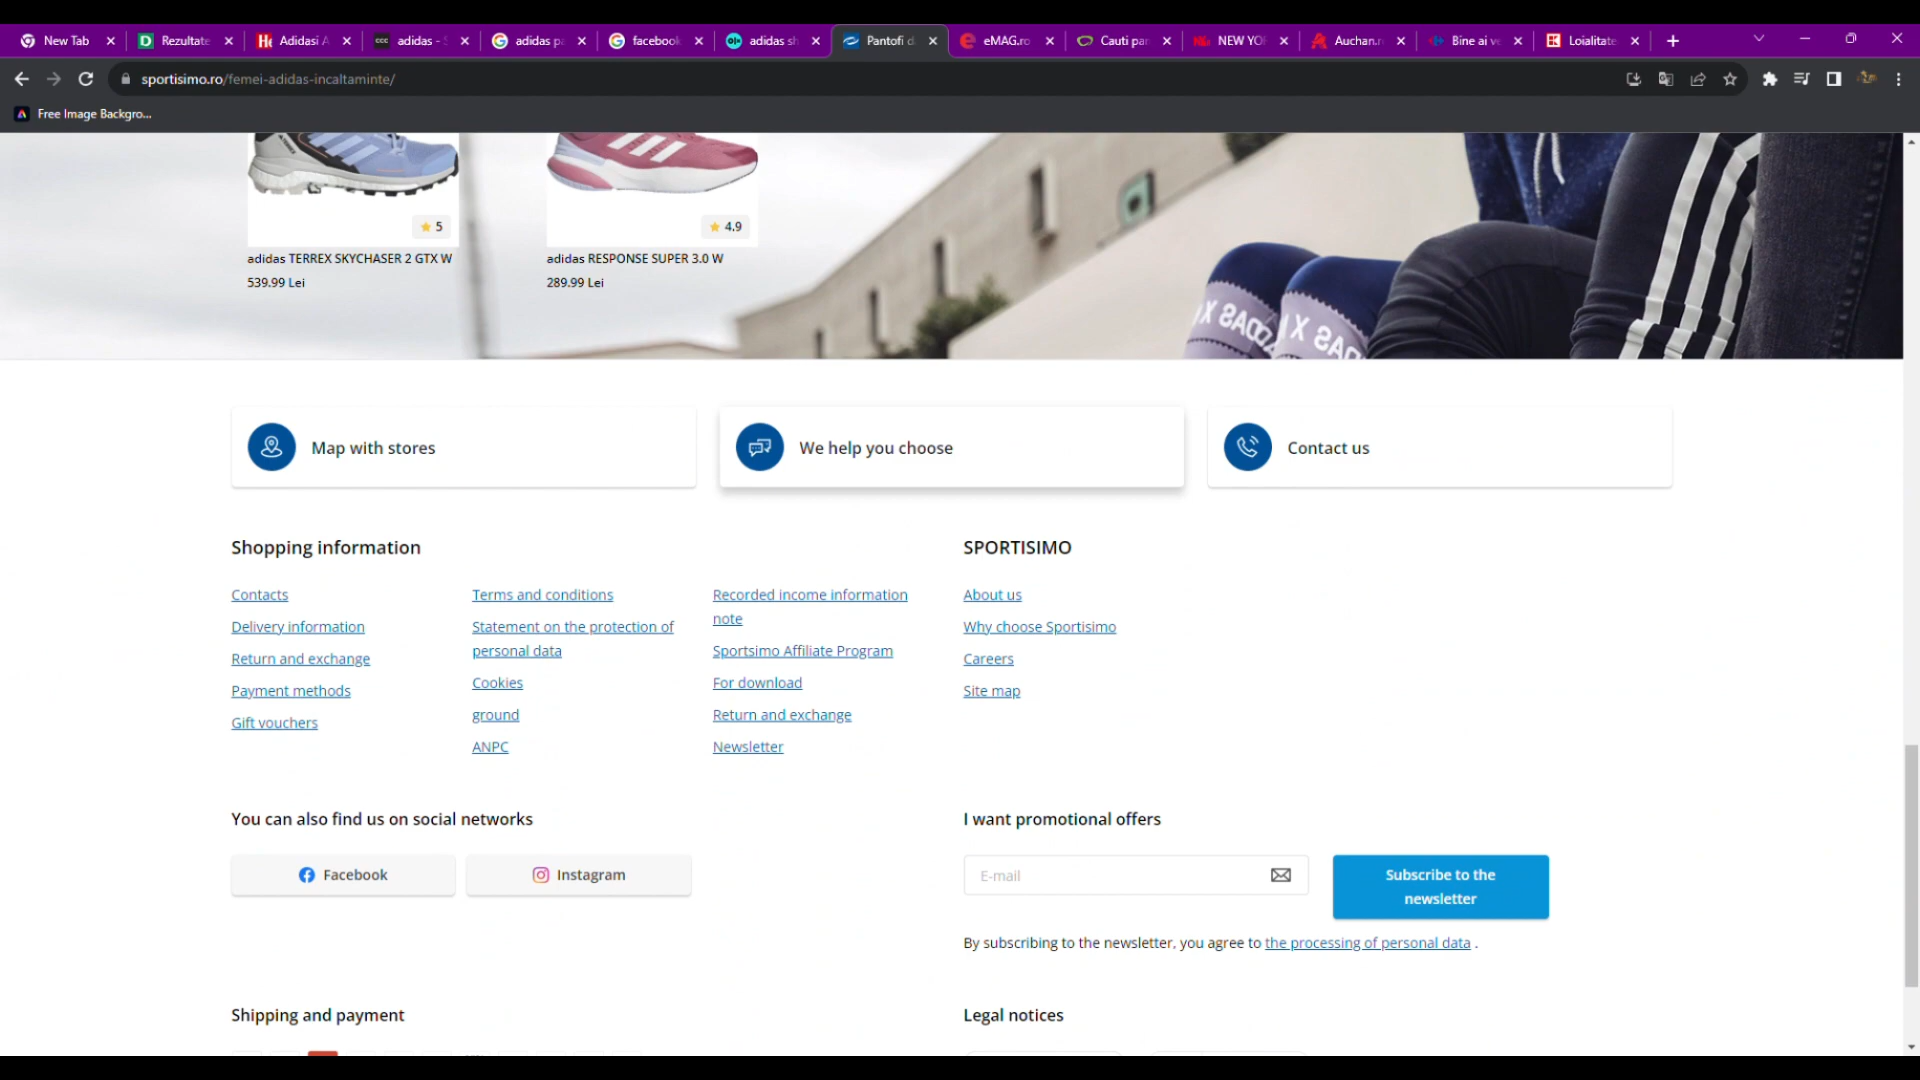 New Tab
Rezultate
Adidasi A
adidas -
adidas pa
facebook
adidas sh
Pantofi d
eMAG.ro
Cauti par
NEW YO
Auchan.r
Bine ai ve
Loialitate
sportisimo.ro/femei-adidas-incaltaminte/
Free Image Backgro...
5
4.9
adidas TERREX SKYCHASER 2 GTX W
adidas RESPONSE SUPER 3.0 W
539.99 Lei
289.99 Lei
Map with stores
We help you choose
Contact us
Shopping information
SPORTISIMO
Contacts
Delivery information
Return and exchange
Payment methods
Gift vouchers
Terms and conditions
Statement on the protection of
personal data
Cookies
ground
ANPC
Recorded income information
note
Sportsimo Affiliate Program
For download
Return and exchange
Newsletter
About us
Why choose Sportisimo
Careers
Site map
You can also find us on social networks
Facebook
Instagram
I want promotional offers
E-mail
Subscribe to the
newsletter
By subscribing to the newsletter, you agree to the processing of personal data .
Shipping and payment
Legal notices